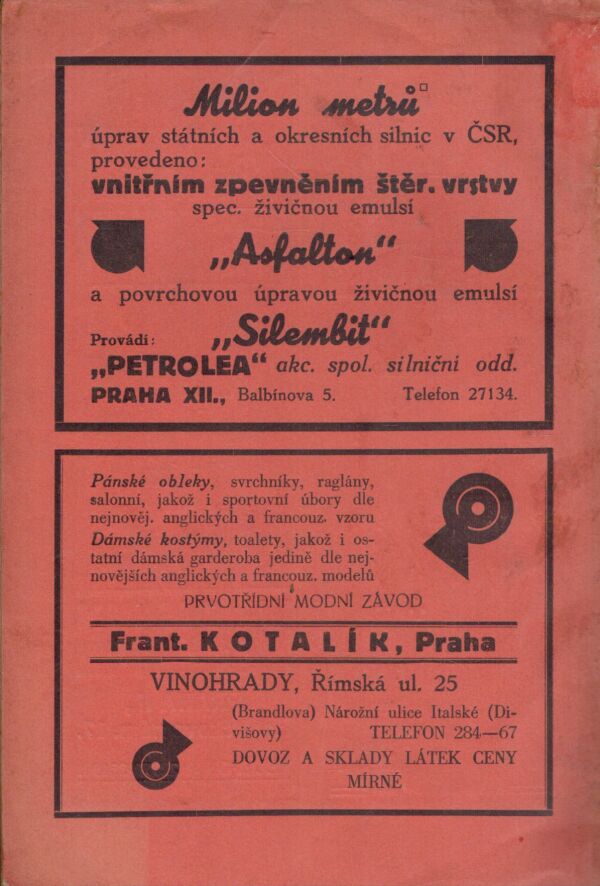 Milion metrů□
úprav státních a okresních silnic v ČSR,
provedeno:
vnitřním zpevněním štěr. vrstvy
spec. živičnou emulsí
„Asfalton“
a povrchovou úpravou živičnou emulsí
Provádí: „Silembit“
„PETROLEA“ akc. spol. silniční odd.
PRAHA XII., Balbínova 5. Telefon 27134.
Pánské obleky, svrchníky, raglány,
salonní, jakož i sportovní úbory dle
nejnověj. anglických a francouz. vzoru
Dámské kostýmy, toalety, jakož i os-
tatní dámská garderoba jedině dle nej-
novějších anglických a francouz. modelů
PRVOTŘÍDNÍ MODNÍ ZÁVOD
Frant. KOTALÍK, Praha
VINOHRADY, Římská ul. 25
(Brandlova) Nárožní ulice Italské (Di-
višovy) TELEFON 284—67
DOVOZ A SKLADY LÁTEK CENY
MÍRNÉ